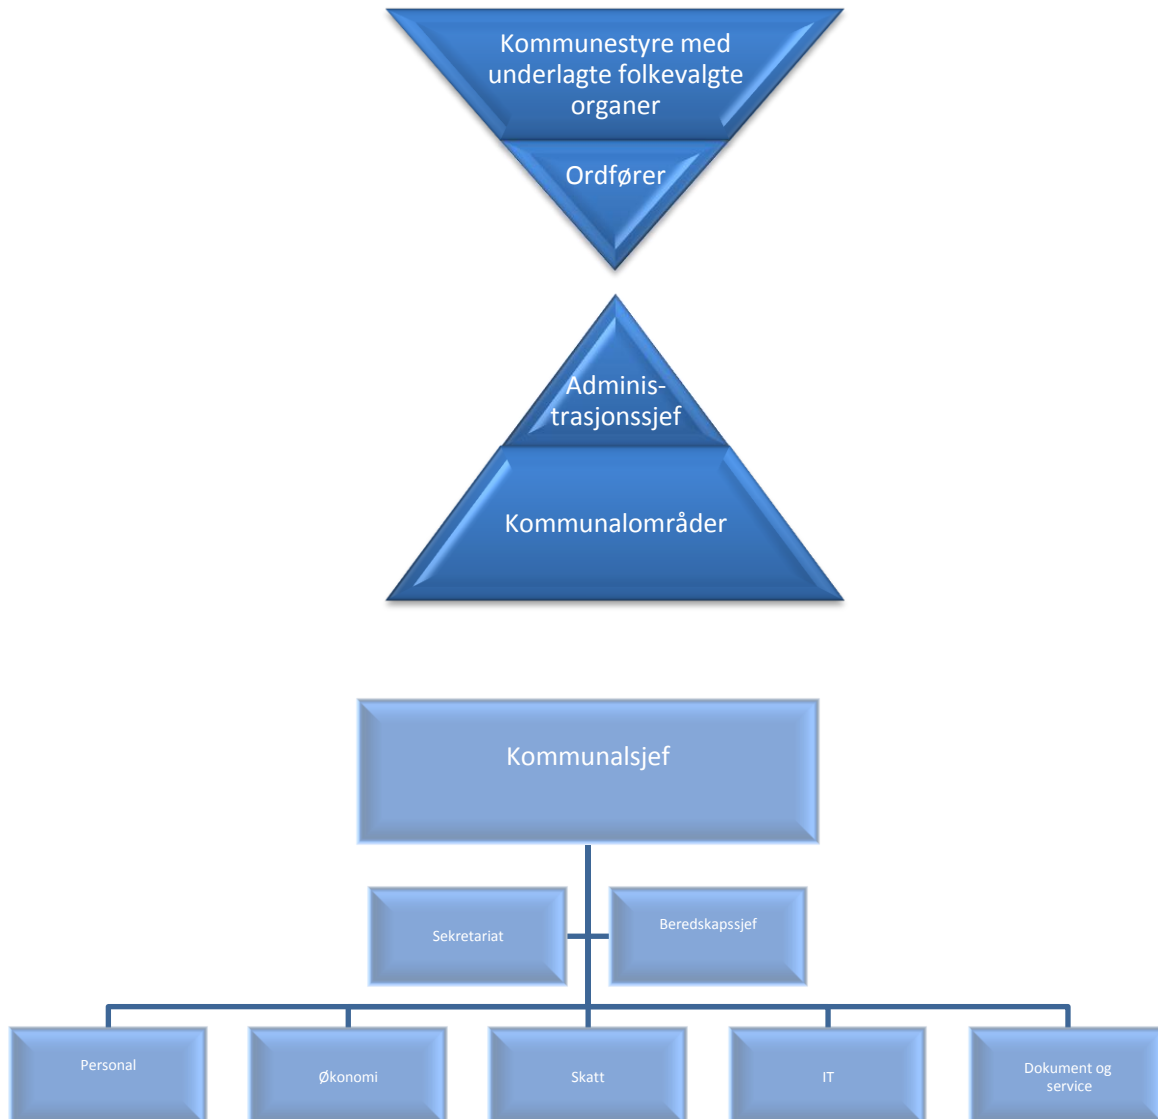 Kommunestyre med
underlagte folkevalgte
organer
Ordfører
Adminis-
trasjonssjef
Kommunalområder
Kommunalsjef
Sekretariat
Beredskapssjef
Personal
Økonomi
Skatt
IT
Dokument og
service